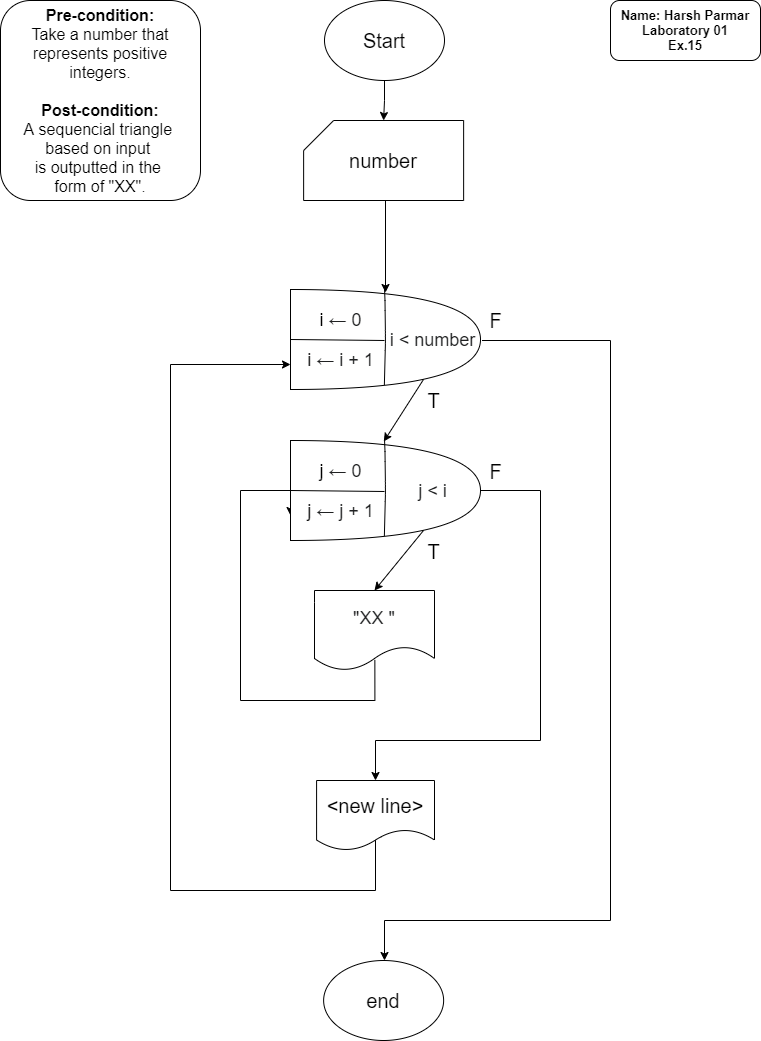 Pre-condition:
Take a number that
represents positive
integers.
Post-condition:
A sequencial triangle
based on input
is outputted in the
form of "XX".
Start
Name: Harsh Parmar
Laboratory 01
Ex.15
number
i ← 0
i ← i + 1
i < number
F
T
j ← 0
j ← j + 1
j < i
F
T
"XX "
<new line>
end